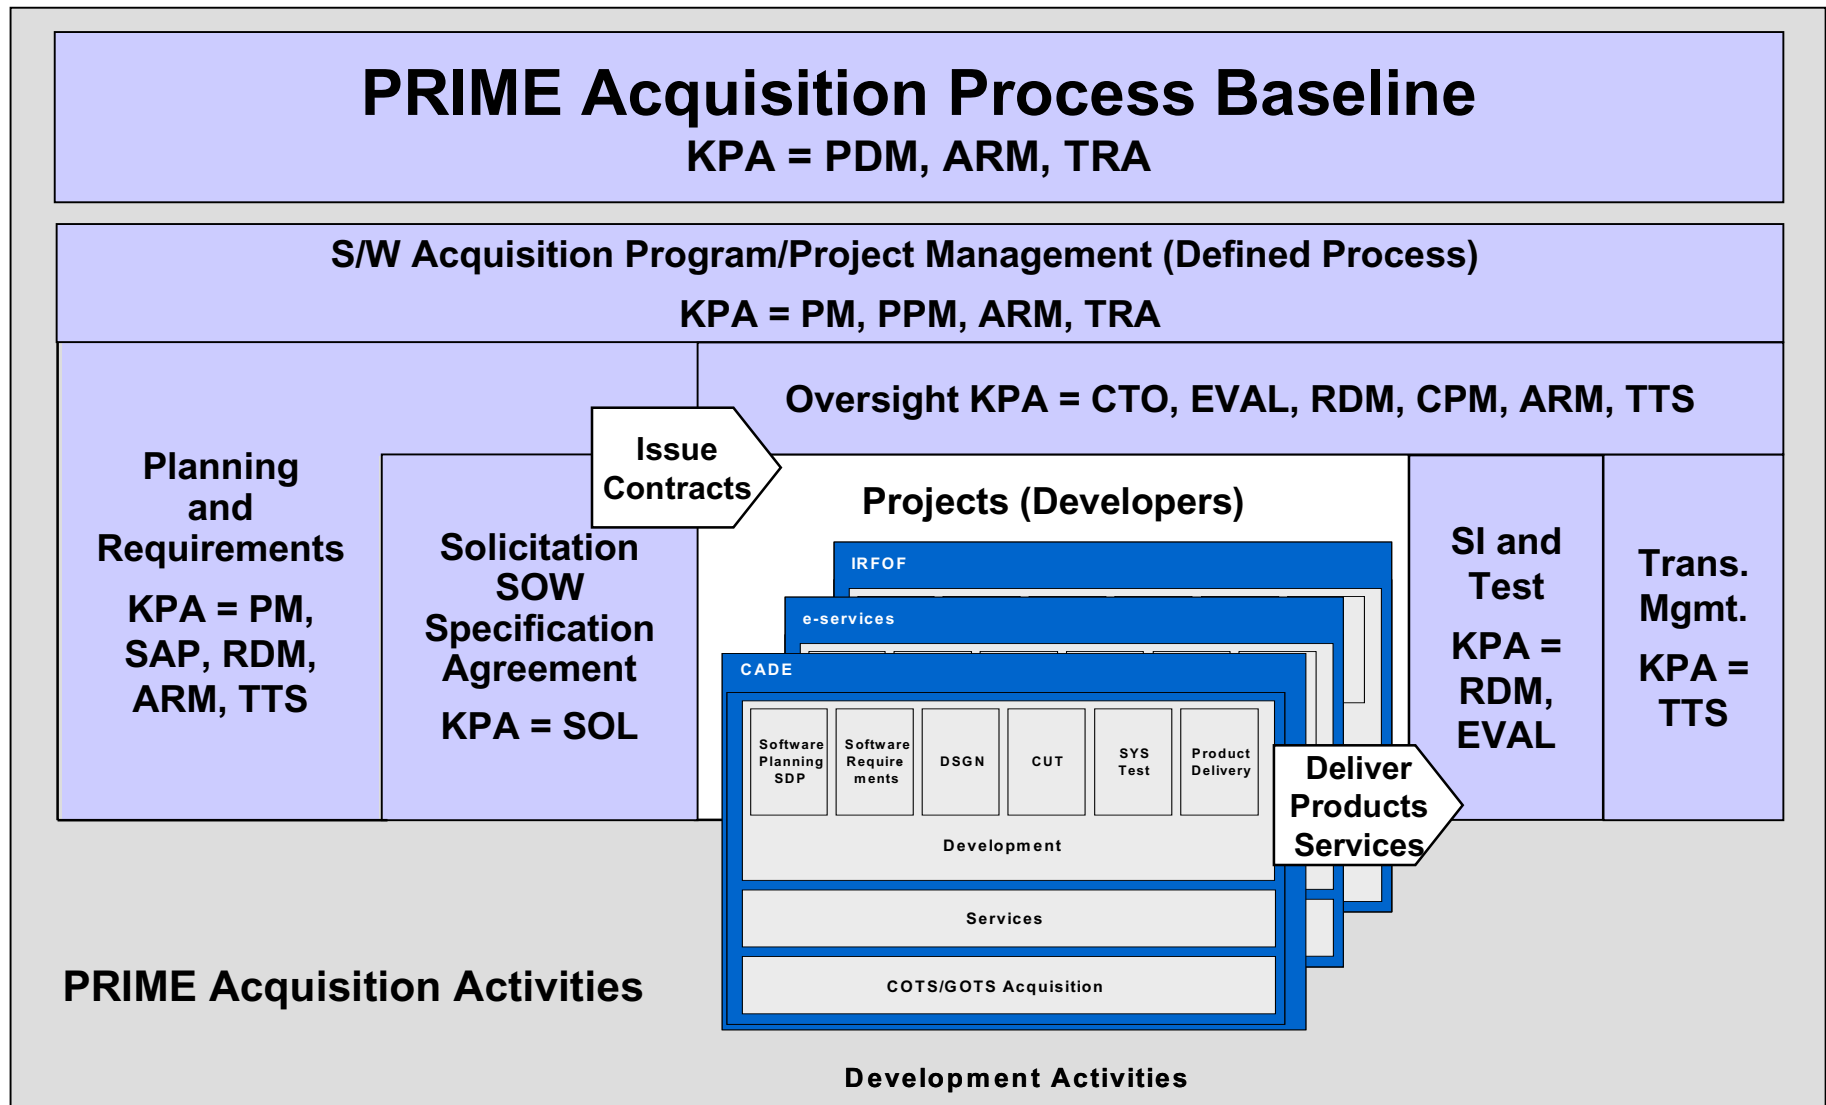 PRIME Acquisition Process Baseline
KPA = PDM, ARM, TRA
S/W Acquisition Program/Project Management (Defined Process)
KPA = PM, PPM, ARM, TRA
Oversight KPA = CTO, EVAL, RDM, CPM, ARM, TTS
Planning
and
Requirements
KPA = PM,
SAP, RDM,
ARM, TTS
Solicitation
SOW
Specification
Agreement
KPA = SOL
Issue
Contracts
Projects (Developers)
IRFOF
e-services
CADE
Software
Planning
SDP
Software
Require
ments
DSGN
CUT
SYS
Test
Product
Delivery
Development
Services
COTS/GOTS Acquisition
Deliver
Products
Services
SI and
Test
KPA =
RDM,
EVAL
Trans.
Mgmt.
KPA =
TTS
PRIME Acquisition Activities
Development Activities